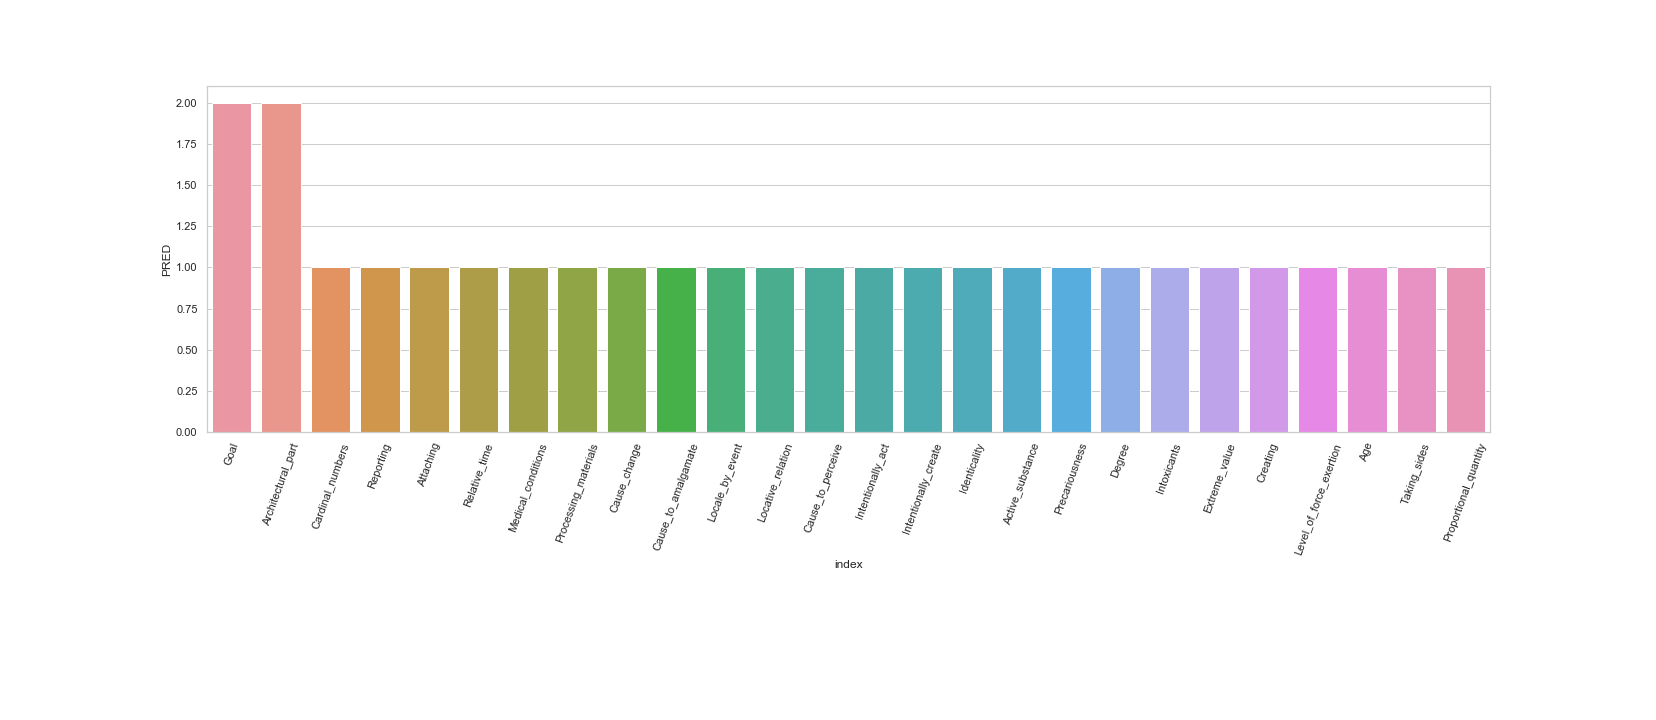 2.00
1.75
1.50
1.25
1.00
0.75
0.50
0.25
0.00
PRED
Goal
Architectural_part
Cardinal_numbers
Reporting
Attaching
Relative_time
Medical_conditions
Processing_materials
Cause_change
Cause_to_amalgamate
Locale_by_event
Locative_relation
Cause_to_perceive
Intentionally_act
Intentionally_create
Identicality
Active_substance
Precariousness
Degree
Intoxicants
Extreme_value
Creating
Level_of_force_exertion
Age
Taking_sides
Proportional_quantity
index